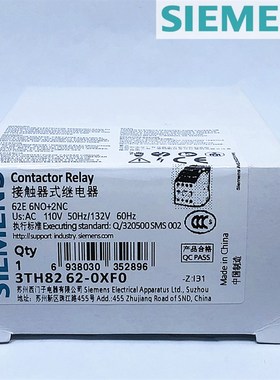 SIEMENS
SIEMENS
Contactor Relay
接触器式继电器
62E 6NO+2NC
Us:AC 110V 50Hz/132V 60Hz
执行标准 Executing standard: Q/320500 SMS 002
http://support.industry.siemens.com
Qty
1
6 938030 352896
3TH82 62-0XF0
-Z:I31
产品合格
QC PASS
CCC
Made in China
中国制造
苏州西门子电器有限公司 Siemens Electrical Apparatus Ltd., Suzhou
苏州新区珠江路455号 Add: 455 Zhujiang Road of SND, China